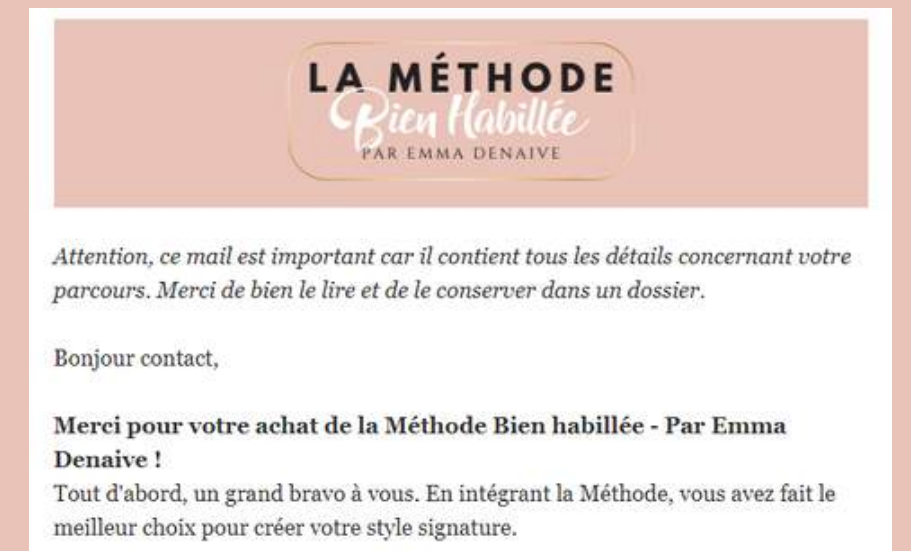 LA MÉTHODE
Bien Habillée
PAR EMMA DENAIVE
Attention, ce mail est important car il contient tous les détails concernant votre
parcours. Merci de bien le lire et de le conserver dans un dossier.
Bonjour contact,
Merci pour votre achat de la Méthode Bien habillée - Par Emma
Denaive !
Tout d'abord, un grand bravo à vous. En intégrant la Méthode, vous avez fait le
meilleur choix pour créer votre style signature.